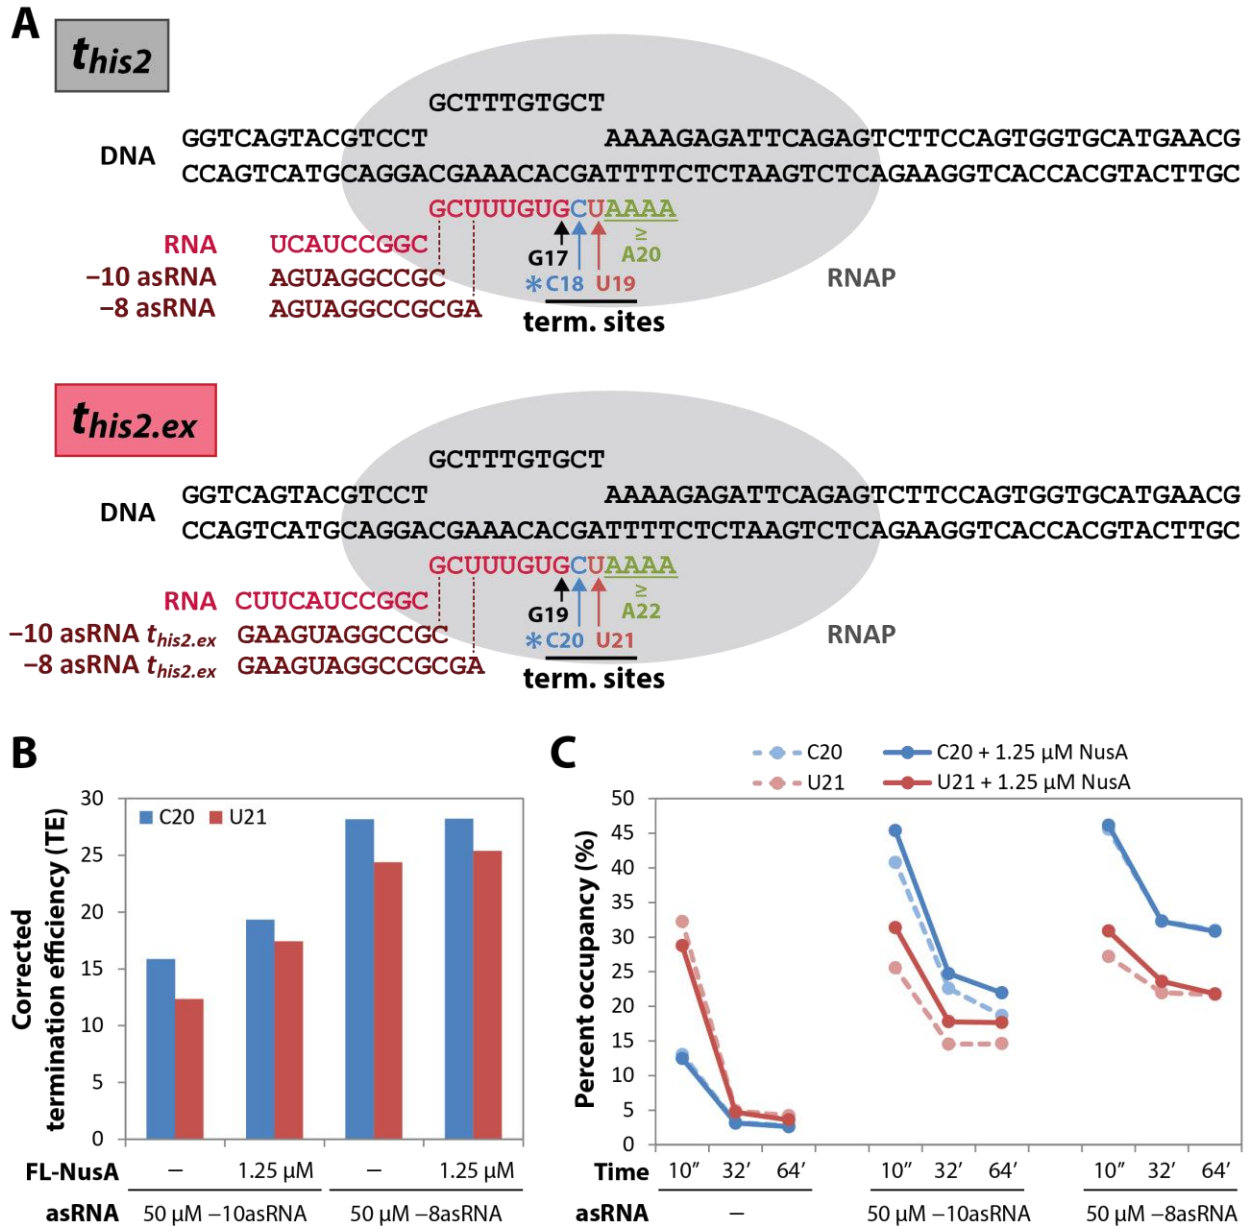 A
this2
GCTTTGTGCT
GGTCAGTACGTCCT AAAAGAGATTCAGAGTCTTCCAGTGGTGCATGAACG
DNA
CCAGTCATGCAGGACGAAACACGATTTTCTCTAAGTCTCAGAAGGTCACCACGTACTTGC
GCUUUGUGCUAAAA
RNA UCAUCCGGC G17 ≥ A20
−10 asRNA AGUAGGCCGC *C18 U19 RNAP
−8 asRNA AGUAGGCCGCGA
term. sites
this2.ex
GCTTTGTGCT
GGTCAGTACGTCCT AAAAGAGATTCAGAGTCTTCCAGTGGTGCATGAACG
DNA
CCAGTCATGCAGGACGAAACACGATTTTCTCTAAGTCTCAGAAGGTCACCACGTACTTGC
GCUUUGUGCUAAAA
RNA CUUCAUCCGGC G19 ≥ A22
−10 asRNA this2.ex GAAGUAGGCCGC *C20 U21 RNAP
−8 asRNA this2.ex GAAGUAGGCCGCGA
term. sites
B
Corrected
termination efficiency (TE)
30
25
20
15
10
5
0
C20 U21
FL-NusA − 1.25 µM − 1.25 µM
asRNA 50 µM −10asRNA 50 µM −8asRNA
C
C20 C20 + 1.25 µM NusA
U21 U21 + 1.25 µM NusA
Percent occupancy (%)
50
45
40
35
30
25
20
15
10
5
0
Time 10″ 32′ 64′ 10″ 32′ 64′ 10″ 32′ 64′
asRNA − 50 µM −10asRNA 50 µM −8asRNA